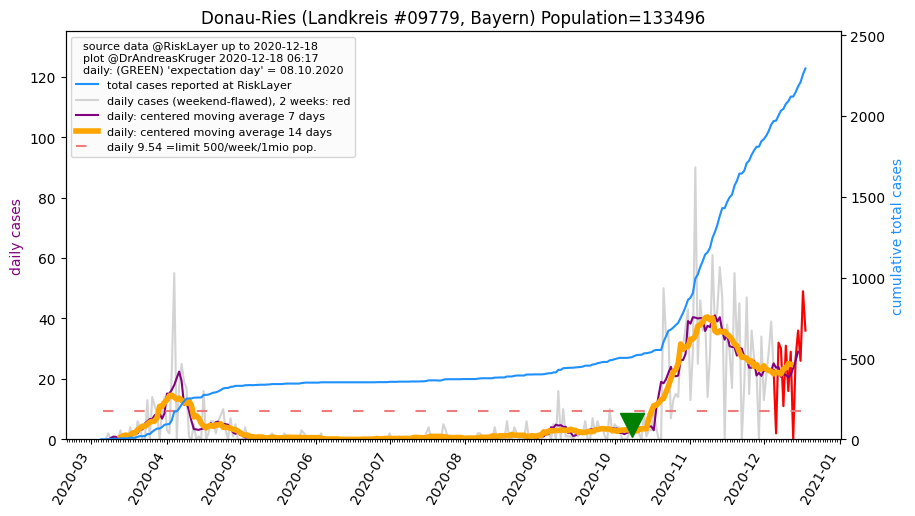 Donau-Ries (Landkreis #09779, Bayern) Population=133496
source data @RiskLayer up to 2020-12-18
plot @DrAndreasKruger 2020-12-18 06:17
daily: (GREEN) 'expectation day' = 08.10.2020
total cases reported at RiskLayer
daily cases (weekend-flawed), 2 weeks: red
daily: centered moving average 7 days
daily: centered moving average 14 days
daily 9.54 =limit 500/week/1mio pop.
daily cases
120
100
80
60
40
20
0
cumulative total cases
2500
2000
1500
1000
500
0
2020-03
2020-04
2020-05
2020-06
2020-07
2020-08
2020-09
2020-10
2020-11
2020-12
2021-01